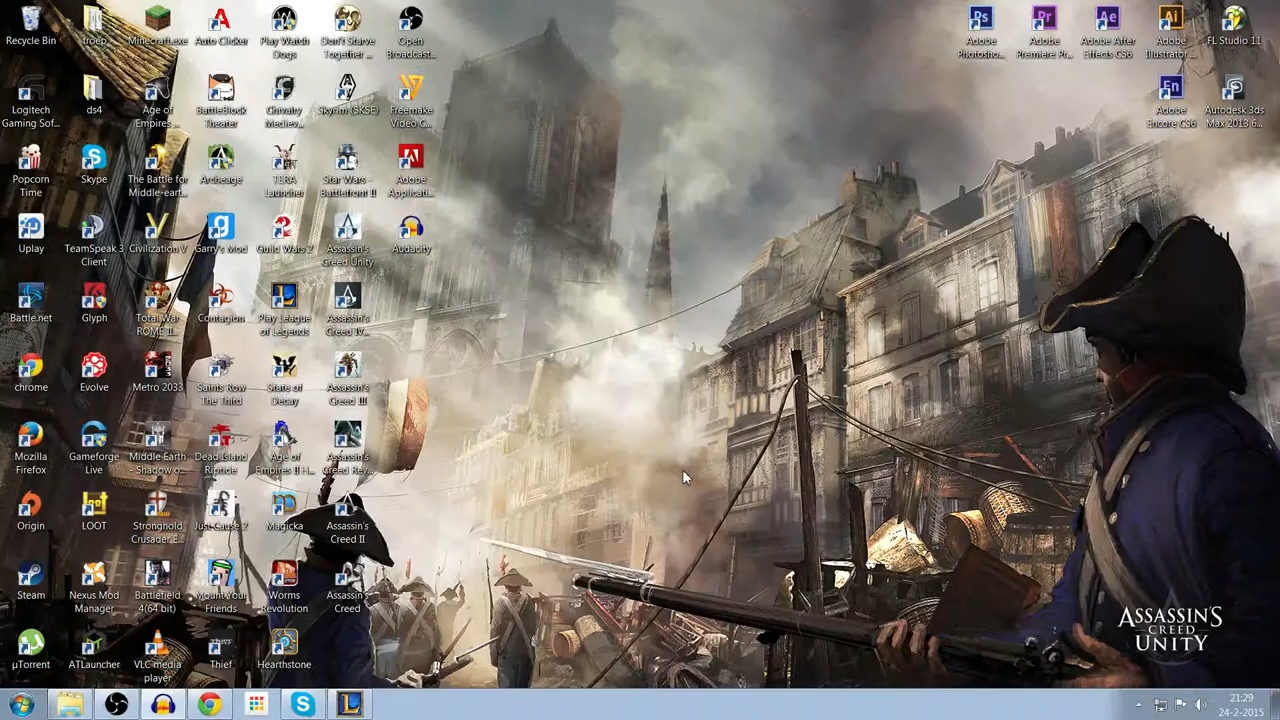 Recycle Bin
troep
Minecraft.exe
Auto Clicker
Play Watch Dogs
Don't Starve Together ...
Open Broadcast...
Adobe Photosho...
Adobe Premiere Pr...
Adobe After Effects CS6
Adobe Illustrator ...
FL Studio 11
Logitech Gaming Sof...
ds4
Age of Empires ...
BattleBlock Theater
Chivalry Mediev...
Skyrim (SKSE)
Freemake Video C...
Adobe Encore CS6
Autodesk 3ds Max 2013 6...
Popcorn Time
Skype
The Battle for Middle-eart...
Archeage
TERA Launcher
Star Wars - Battlefront II
Adobe Applicati...
Uplay
TeamSpeak 3 Client
Civilization V
Garry's Mod
Guild Wars 2
Assassin's Creed Unity
Audacity
Battle.net
Glyph
Total War ROME II...
Contagion
Play League of Legends
Assassin's Creed IV...
chrome
Evolve
Metro 2033
Saints Row The Third
State of Decay
Assassin's Creed III
Mozilla Firefox
Gameforge Live
Middle Earth - Shadow o...
Dead Island Riptide
Age of Empires II H...
Assassin's Creed Rev...
Origin
LOOT
Stronghold Crusader E...
Just Cause 2
Magicka
Assassin's Creed II
Steam
Nexus Mod Manager
Battlefield 4(64 bit)
Mount Your Friends
Worms Revolution
Assassin's Creed
ASSASSIN'S
CREED
UNITY
µTorrent
ATLauncher
VLC media player
Thief
Hearthstone
21:29
24-2-2015